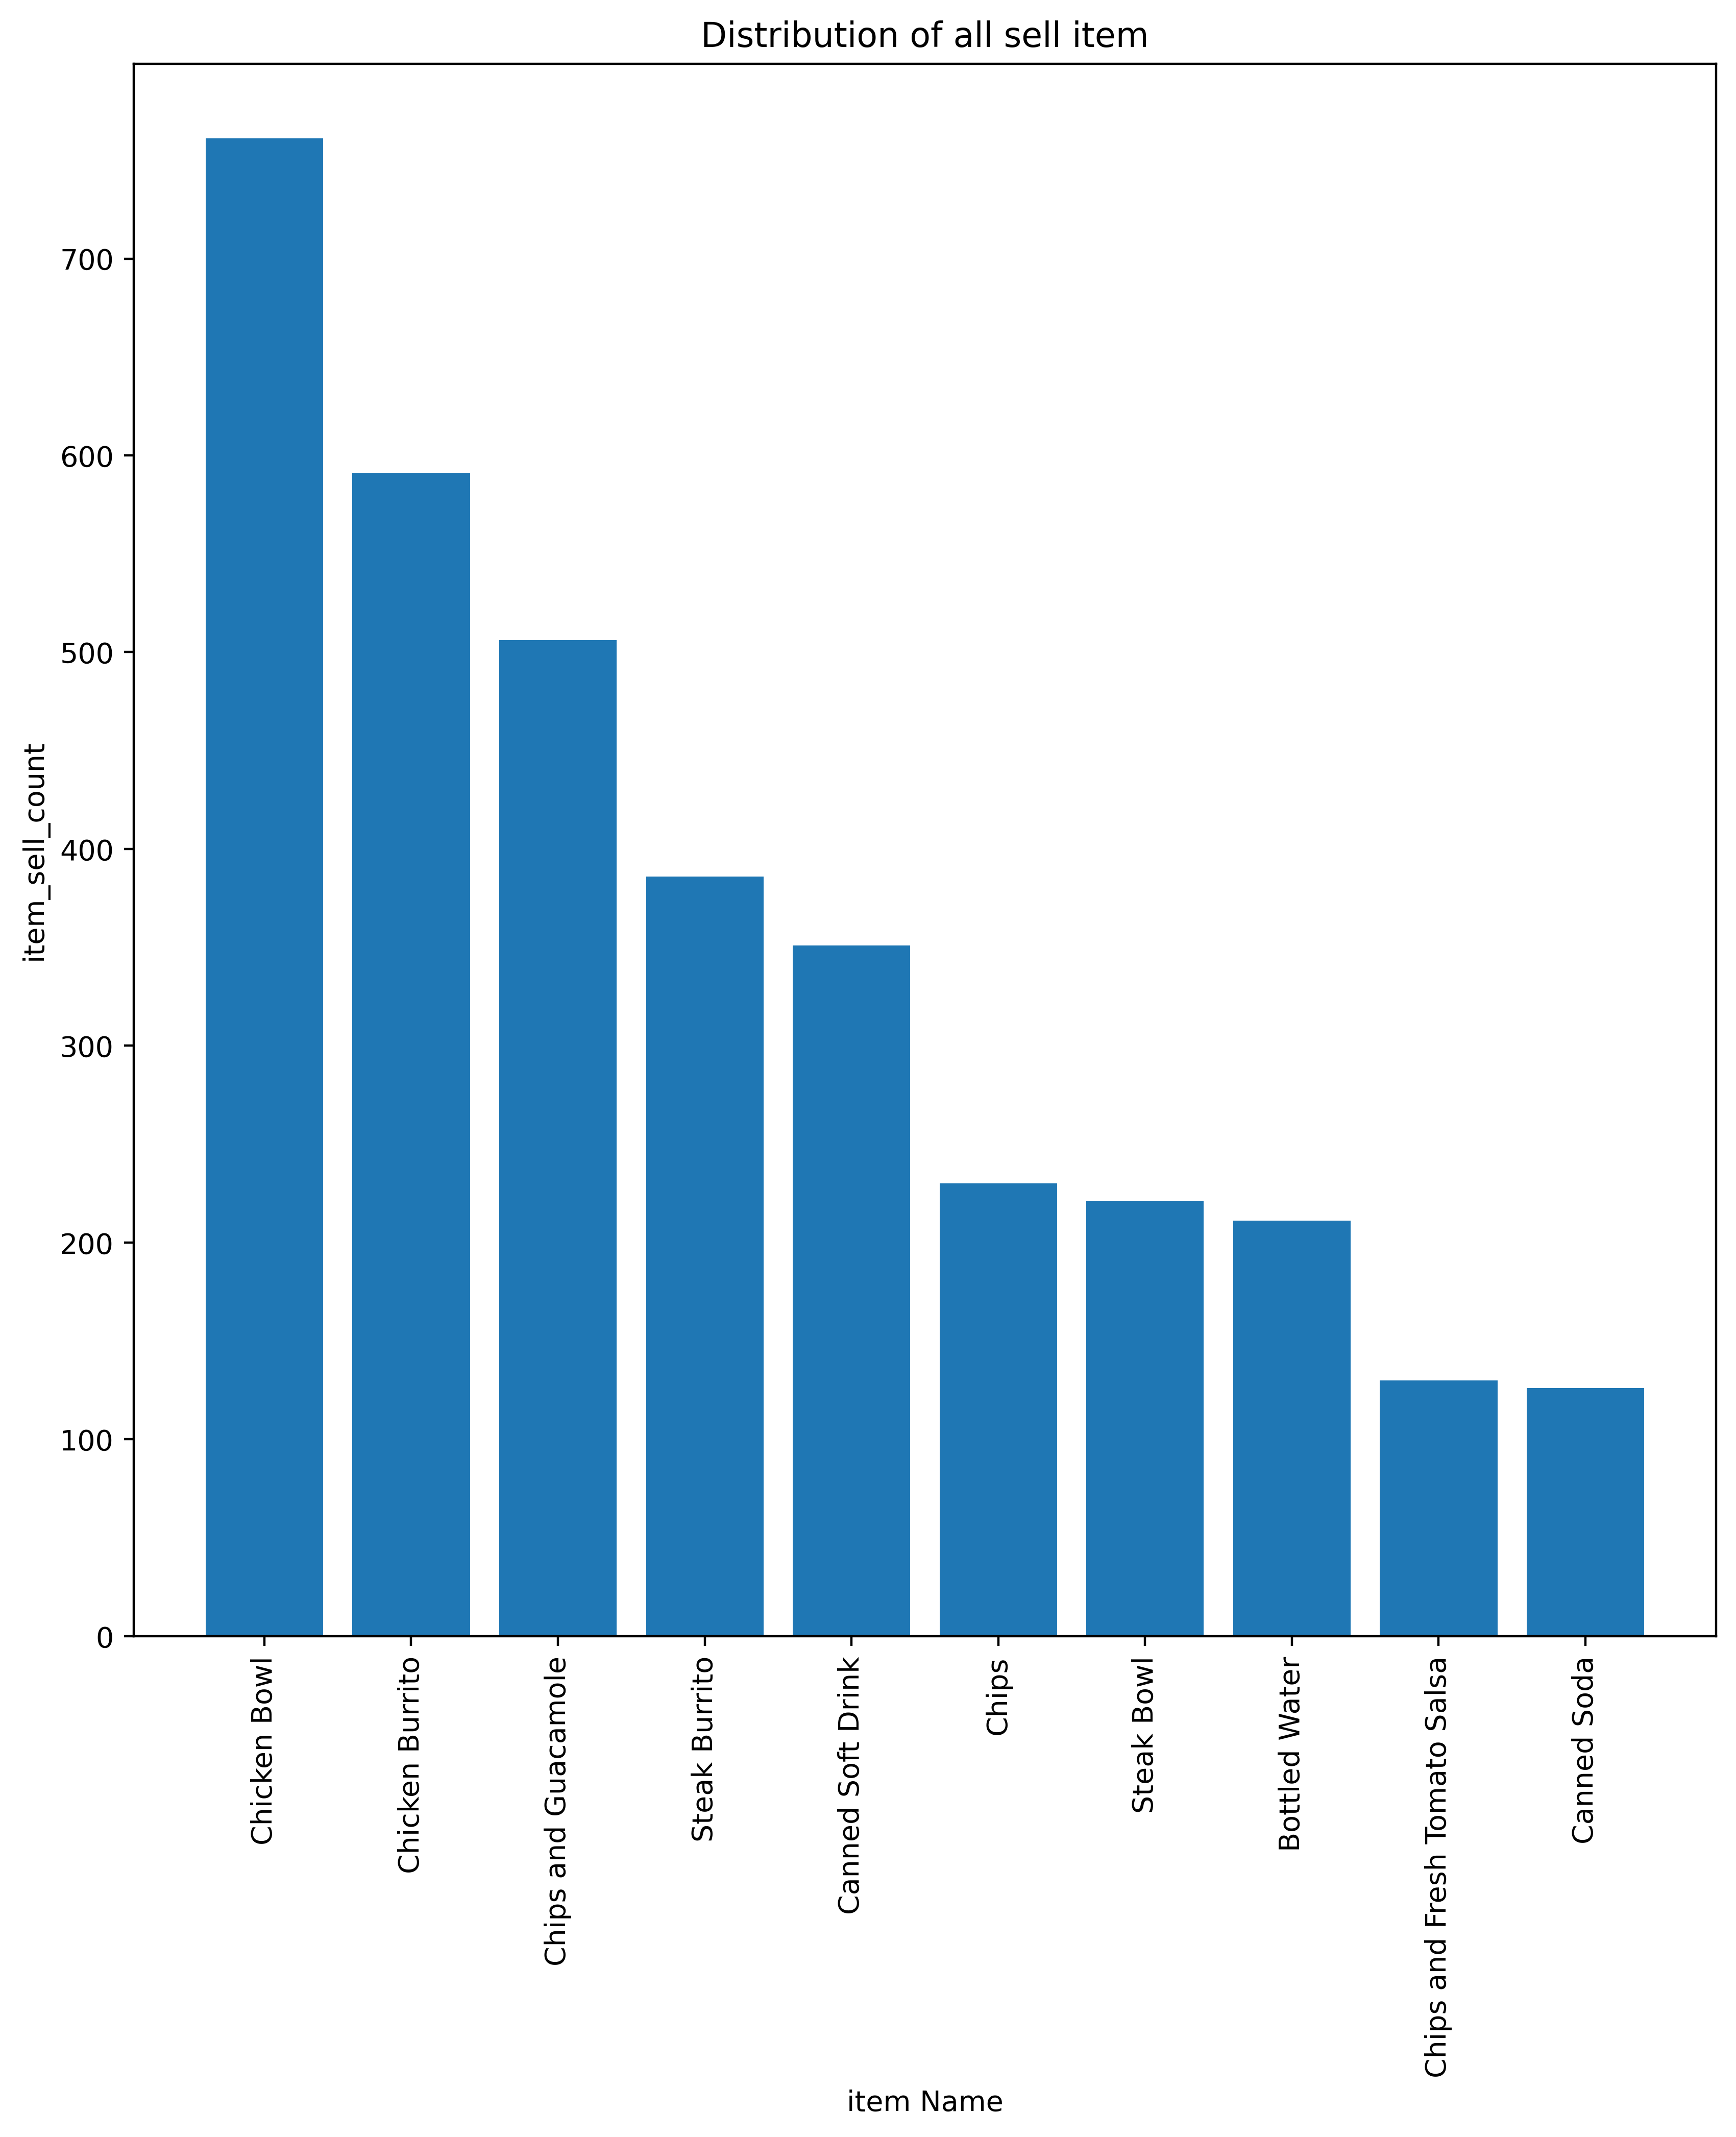 Distribution of all sell item
item_sell_count
700
600
500
400
300
200
100
0
Chicken Bowl
Chicken Burrito
Chips and Guacamole
Steak Burrito
Canned Soft Drink
Chips
Steak Bowl
Bottled Water
Chips and Fresh Tomato Salsa
Canned Soda
item Name